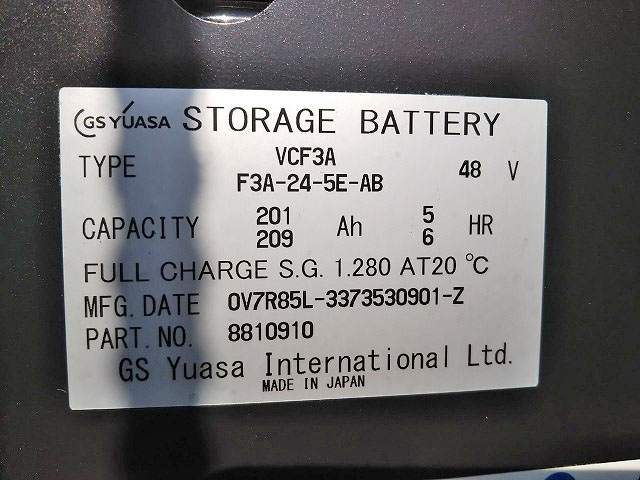 GS YUASA STORAGE BATTERY
TYPE VCF3A 48 V
F3A-24-5E-AB
CAPACITY 201 Ah 5 HR
209 6
FULL CHARGE S.G. 1.280 AT20 ℃
MFG. DATE 0V7R85L-3373530901-Z
PART. NO. 8810910
GS Yuasa International Ltd.
MADE IN JAPAN